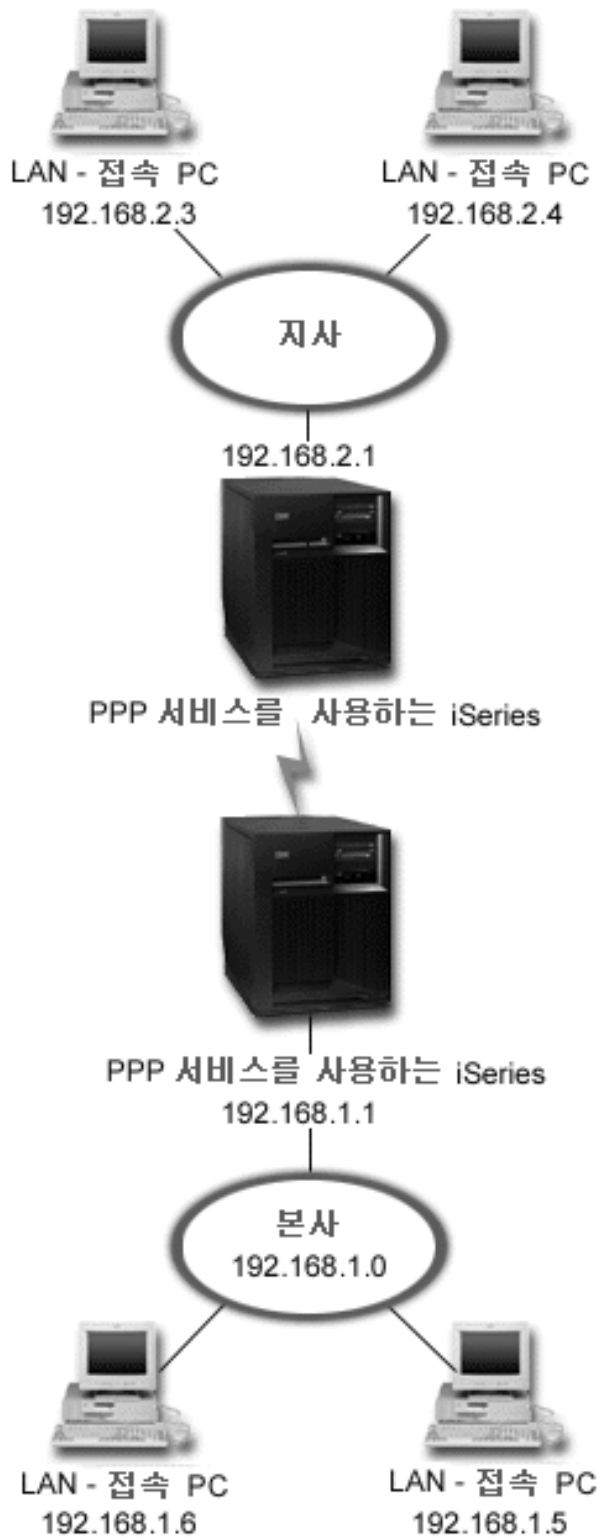 LAN - 접속 PC
192.168.2.3
LAN - 접속 PC
192.168.2.4
지사
192.168.2.1
PPP 서비스를 사용하는 iSeries
PPP 서비스를 사용하는 iSeries
192.168.1.1
본사
192.168.1.0
LAN - 접속 PC
192.168.1.6
LAN - 접속 PC
192.168.1.5